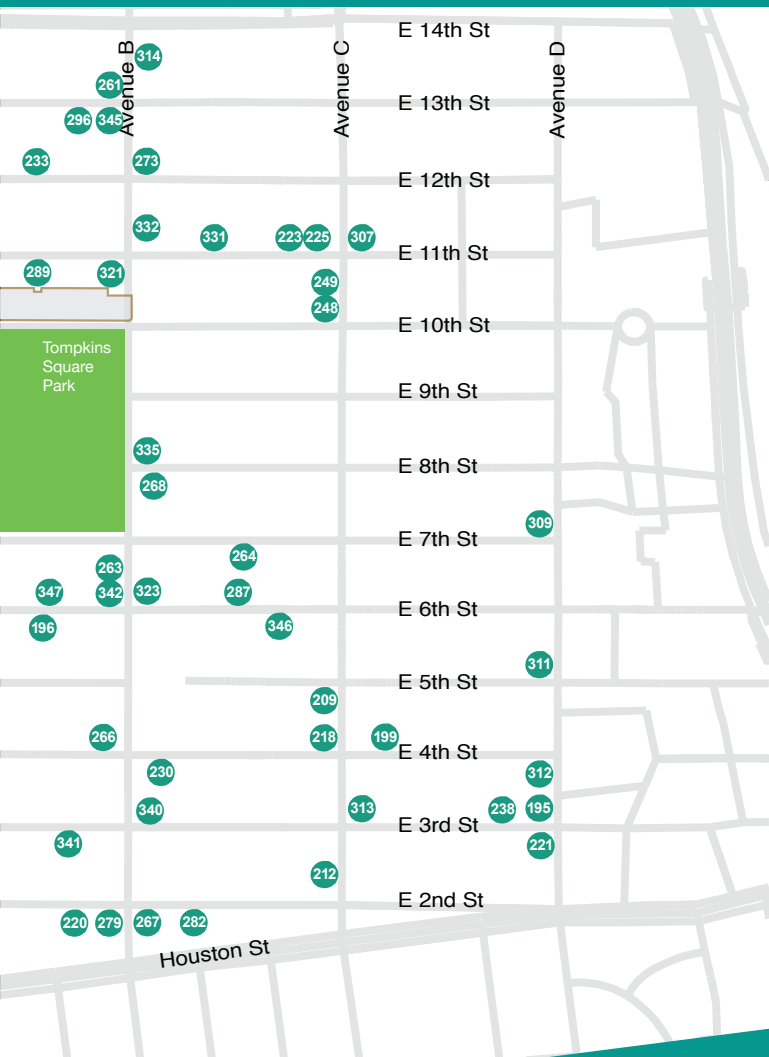 E 14th St
Avenue B
Avenue C
Avenue D
314
261
E 13th St
296 345
233 273
E 12th St
332
331 223 225 307
E 11th St
289 321
249
248
E 10th St
Tompkins
Square
Park
E 9th St
335
E 8th St
268
309
E 7th St
264
263
347 342 323 287
E 6th St
196 346
311
E 5th St
209
266 218 199
E 4th St
230 312
340 313 238 195
E 3rd St
341 221
212
E 2nd St
220 279 267 282
Houston St